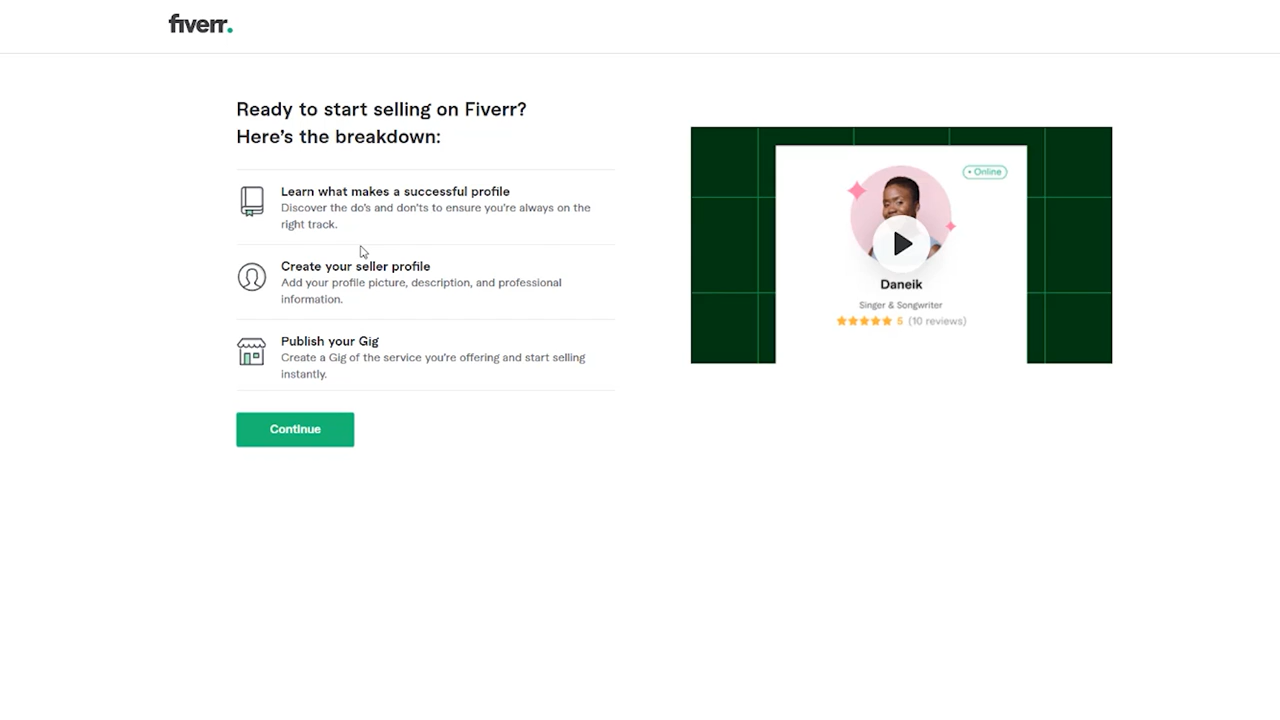 fiverr.
Ready to start selling on Fiverr?
Here's the breakdown:
Learn what makes a successful profile
Discover the do's and don'ts to ensure you're always on the
right track.
Create your seller profile
Add your profile picture, description, and professional
information.
Publish your Gig
Create a Gig of the service you're offering and start selling
instantly.
Continue
• Online
Daneik
Singer & Songwriter
★★★★★ 5 (10 reviews)